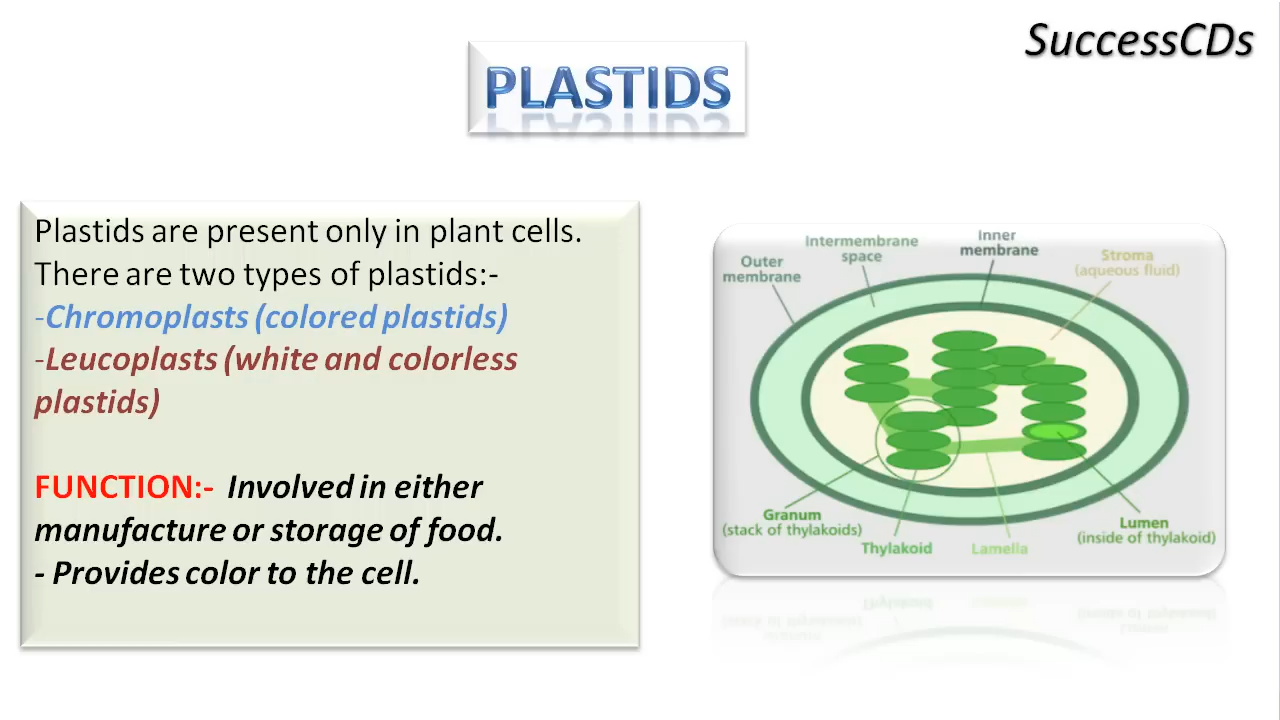 SuccessCDs
PLASTIDS
Plastids are present only in plant cells.
There are two types of plastids:-
-Chromoplasts (colored plastids)
-Leucoplasts (white and colorless
plastids)
FUNCTION:- Involved in either
manufacture or storage of food.
- Provides color to the cell.
Outer
membrane
Intermembrane
space
Inner
membrane
Stroma
(aqueous fluid)
Granum
(stack of thylakoids)
Thylakoid
Lamella
Lumen
(inside of thylakoid)